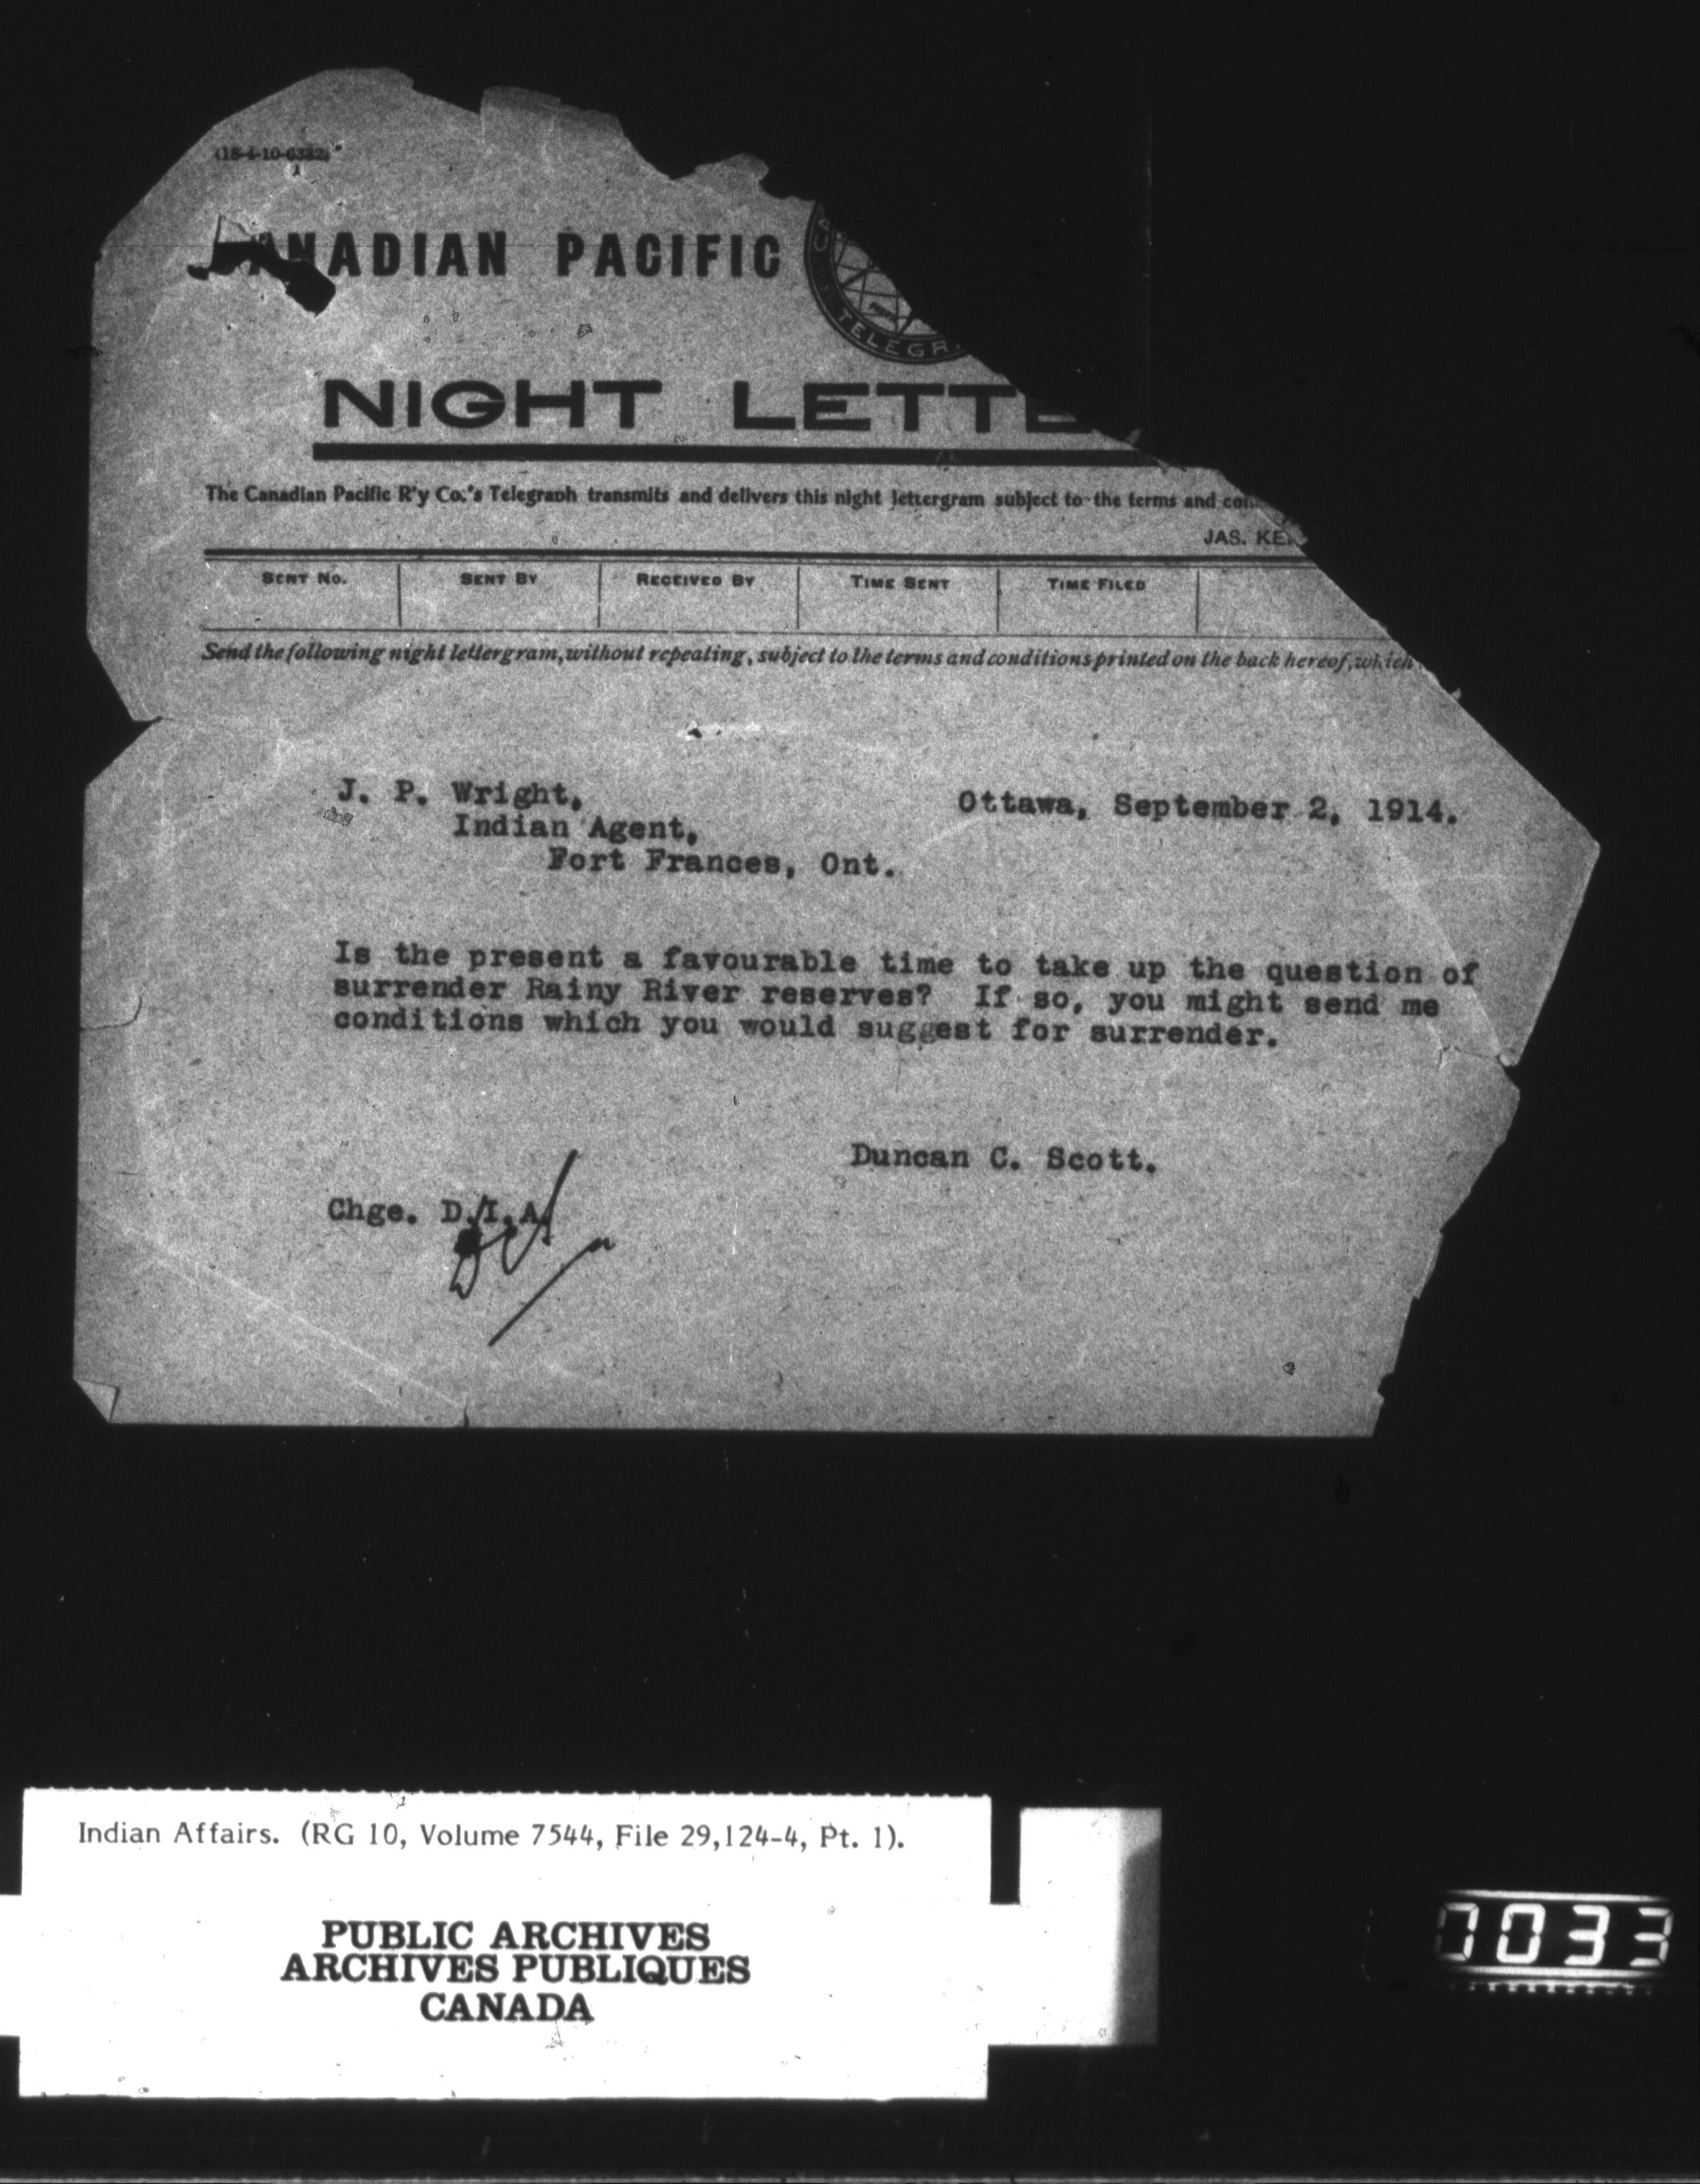 (18-4-10-6332)
CANADIAN PACIFIC
TELEGR
NIGHT LETTE
The Canadian Pacific R'y Co.'s Telegraph transmits and delivers this night lettergram subject to the terms and con
JAS. KE
SENT NO. SENT BY RECEIVED BY TIME SENT TIME FILED
Send the following night lettergram, without repeating, subject to the terms and conditions printed on the back hereof, which
J. P. Wright, Ottawa, September 2, 1914.
Indian Agent,
Fort Frances, Ont.
Is the present a favourable time to take up the question of
surrender Rainy River reserves? If so, you might send me
conditions which you would suggest for surrender.
Duncan C. Scott.
Chge. D.I.A.
Indian Affairs. (RG 10, Volume 7544, File 29,124-4, Pt. 1).
PUBLIC ARCHIVES
ARCHIVES PUBLIQUES
CANADA
0033